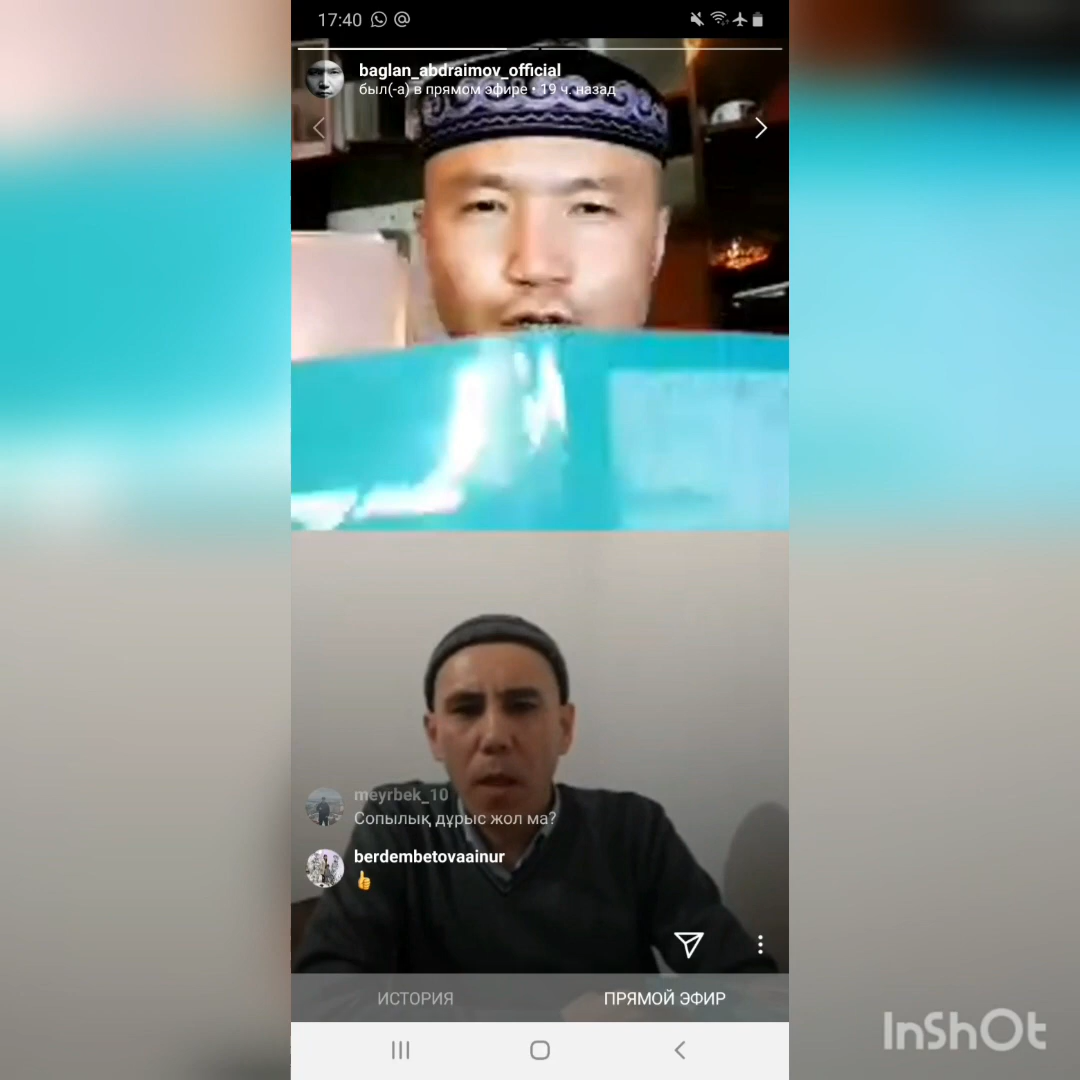 17:40
baglan_abdraimov_official
был(-а) в прямом эфире • 19 ч. назад
meyrbek_10
Сопылық дұрыс жол ма?
berdembetovaainur
ИСТОРИЯ
ПРЯМОЙ ЭФИР
InShOt